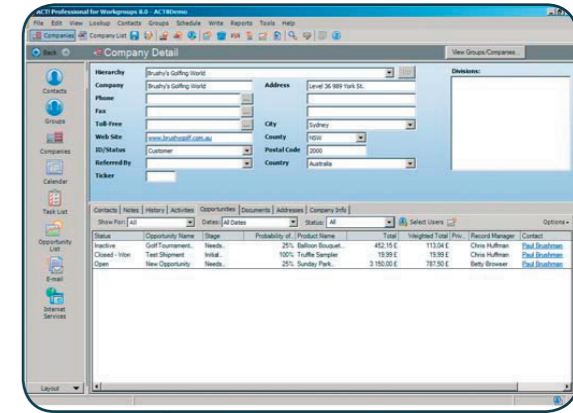 ACT! Professional for Workgroups 8.0 - ACT8Demo
File Edit View Lookup Contacts Groups Schedule Write Reports Tools Help
Companies Company List
Back Company Detail View Groups/Companies...
Hierarchy Brushy's Golfing World Divisions:
Company Brushy's Golfing World Address Level 36 989 York St.
Phone
Fax
Toll-Free City Sydney
Web Site www.brushysgolf.com.au County NSW
ID/Status Customer Postal Code 2000
Referred By Country Australia
Ticker
Contacts
Groups
Companies
Calendar
Task List
Opportunity List
E-mail
Internet Services
Contacts Notes History Activities Opportunities Documents Addresses Company Info
Show For: All Dates: All Dates Status: All Select Users Options
Status Opportunity Name Stage Probability of.. Product Name Total Weighted Total Priv.. Record Manager Contact
Inactive Golf Tournament.. Needs.. 25% Balloon Bouquet.. 452,15 £ 113,04 £ Chris Huffman Paul Brushman
Closed - Won Test Shipment Initial.. 100% Truffle Sampler 19,99 £ 19,99 £ Chris Huffman Paul Brushman
Open New Opportunity Needs.. 25% Sunday Park.. 3.150,00 £ 787,50 £ Betty Browser Paul Brushman
Layout